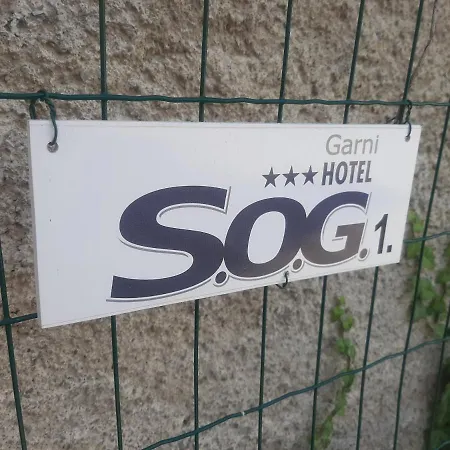 Garni
★★★ HOTEL
S.O.G. 1.